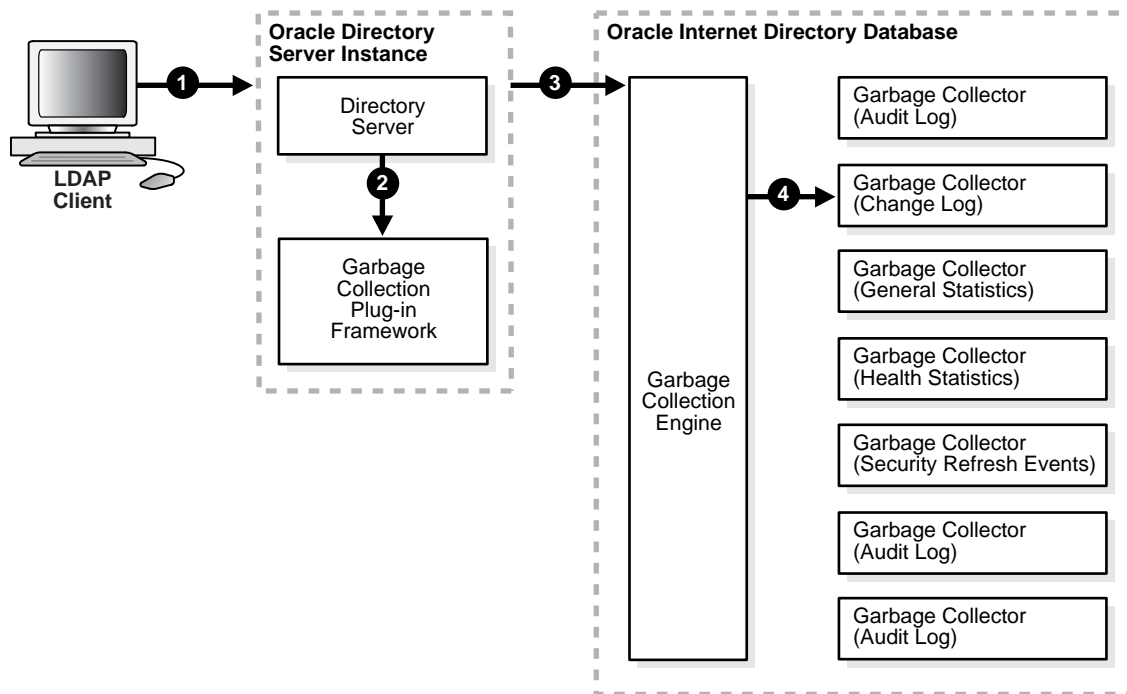 Oracle Directory
Server Instance
Oracle Internet Directory Database
1
3
Directory
Server
LDAP
Client
2
4
Garbage
Collection
Plug-in
Framework
Garbage
Collection
Engine
Garbage Collector
(Audit Log)
Garbage Collector
(Change Log)
Garbage Collector
(General Statistics)
Garbage Collector
(Health Statistics)
Garbage Collector
(Security Refresh Events)
Garbage Collector
(Audit Log)
Garbage Collector
(Audit Log)